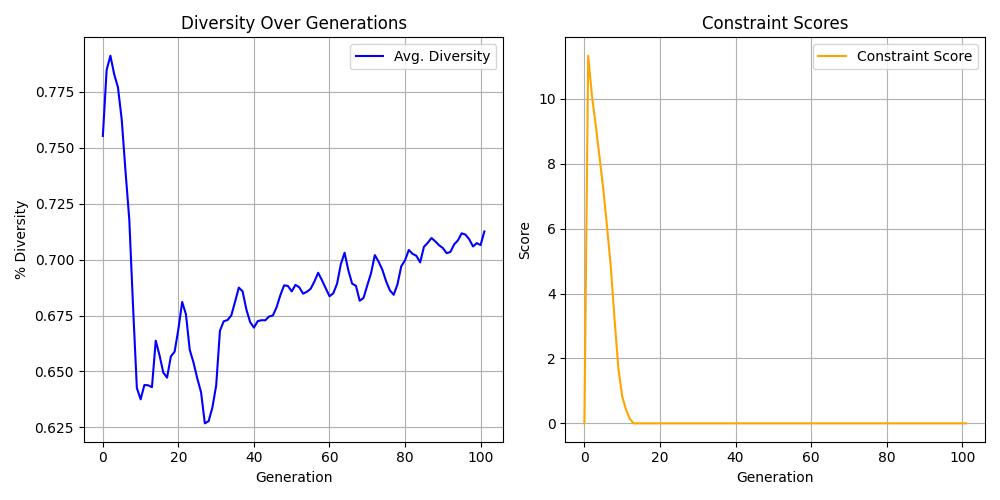 Diversity Over Generations
Avg. Diversity
% Diversity
0.775
0.750
0.725
0.700
0.675
0.650
0.625
0 20 40 60 80 100
Generation
Constraint Scores
Constraint Score
Score
10
8
6
4
2
0
0 20 40 60 80 100
Generation